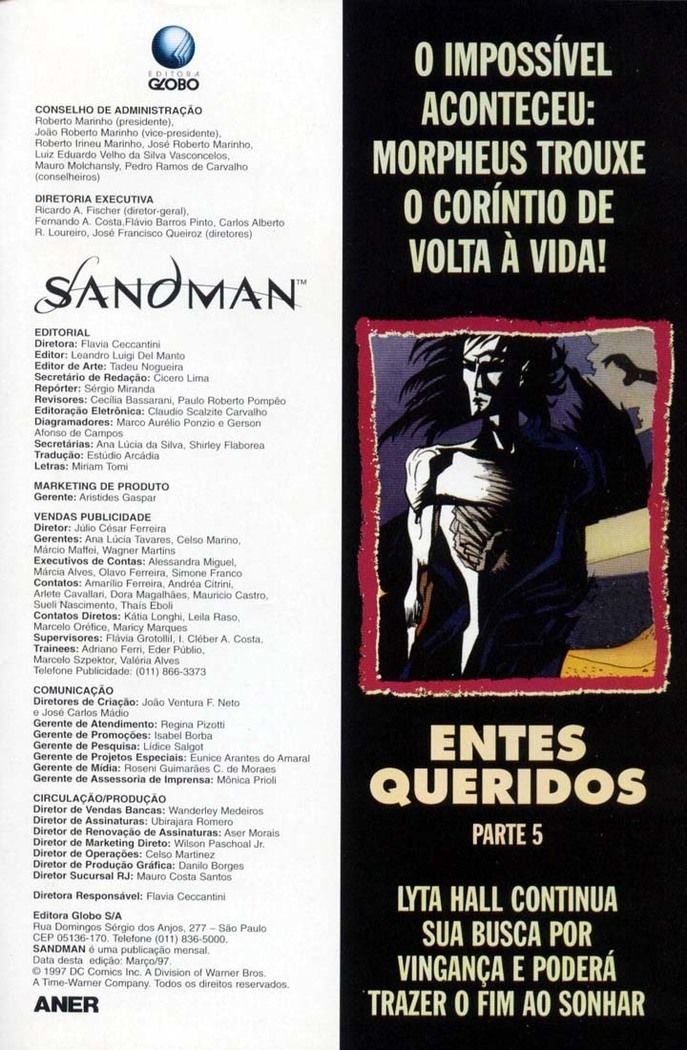 EDITORA
GLOBO
CONSELHO DE ADMINISTRAÇÃO
Roberto Marinho (presidente),
João Roberto Marinho (vice-presidente),
Roberto Irineu Marinho, José Roberto Marinho,
Luiz Eduardo Velho da Silva Vasconcelos,
Mauro Molchansly, Pedro Ramos de Carvalho
(conselheiros)
DIRETORIA EXECUTIVA
Ricardo A. Fischer (diretor-geral),
Fernando A. Costa,Flávio Barros Pinto, Carlos Alberto
R. Loureiro, José Francisco Queiroz (diretores)
SANDMAN™
EDITORIAL
Diretora: Flavia Ceccantini
Editor: Leandro Luigi Del Manto
Editor de Arte: Tadeu Nogueira
Secretário de Redação: Cicero Lima
Repórter: Sérgio Miranda
Revisores: Cecília Bassarani, Paulo Roberto Pompêo
Editoração Eletrônica: Claudio Scalzite Carvalho
Diagramadores: Marco Aurélio Ponzio e Gerson
Afonso de Campos
Secretárias: Ana Lúcia da Silva, Shirley Flaborea
Tradução: Estúdio Arcádia
Letras: Miriam Tomi
MARKETING DE PRODUTO
Gerente: Aristides Gaspar
VENDAS PUBLICIDADE
Diretor: Júlio César Ferreira
Gerentes: Ana Lúcia Tavares, Celso Marino,
Márcio Maffei, Wagner Martins
Executivos de Contas: Alessandra Miguel,
Márcia Alves, Olavo Ferreira, Simone Franco
Contatos: Amarílio Ferreira, Andréa Citrini,
Arlete Cavallari, Dora Magalhães, Mauricio Castro,
Sueli Nascimento, Thaís Eboli
Contatos Diretos: Kátia Longhi, Leila Raso,
Marcelo Oréfice, Maricy Marques
Supervisores: Flávia Grotollil, I. Cléber A. Costa,
Trainees: Adriano Ferri, Eder Públio,
Marcelo Szpektor, Valéria Alves
Telefone Publicidade: (011) 866-3373
COMUNICAÇÃO
Diretores de Criação: João Ventura F. Neto
e José Carlos Mádio
Gerente de Atendimento: Regina Pizotti
Gerente de Promoções: Isabel Borba
Gerente de Pesquisa: Lídice Salgot
Gerente de Projetos Especiais: Eunice Arantes do Amaral
Gerente de Mídia: Roseni Guimarães C. de Moraes
Gerente de Assessoria de Imprensa: Mônica Prioli
CIRCULAÇÃO/PRODUÇÃO
Diretor de Vendas Bancas: Wanderley Medeiros
Diretor de Assinaturas: Ubirajara Romero
Diretor de Renovação de Assinaturas: Aser Morais
Diretor de Marketing Direto: Wilson Paschoal Jr.
Diretor de Operações: Celso Martinez
Diretor de Produção Gráfica: Danilo Borges
Diretor Sucursal RJ: Mauro Costa Santos
Diretora Responsável: Flavia Ceccantini
Editora Globo S/A
Rua Domingos Sérgio dos Anjos, 277 – São Paulo
CEP 05136-170. Telefone (011) 836-5000.
SANDMAN é uma publicação mensal.
Data desta edição: Março/97.
© 1997 DC Comics Inc. A Division of Warner Bros.
A Time-Warner Company. Todos os direitos reservados.
ANER
O IMPOSSÍVEL
ACONTECEU:
MORPHEUS TROUXE
O CORÍNTIO DE
VOLTA À VIDA!
ENTES
QUERIDOS
PARTE 5
LYTA HALL CONTINUA
SUA BUSCA POR
VINGANÇA E PODERÁ
TRAZER O FIM AO SONHAR